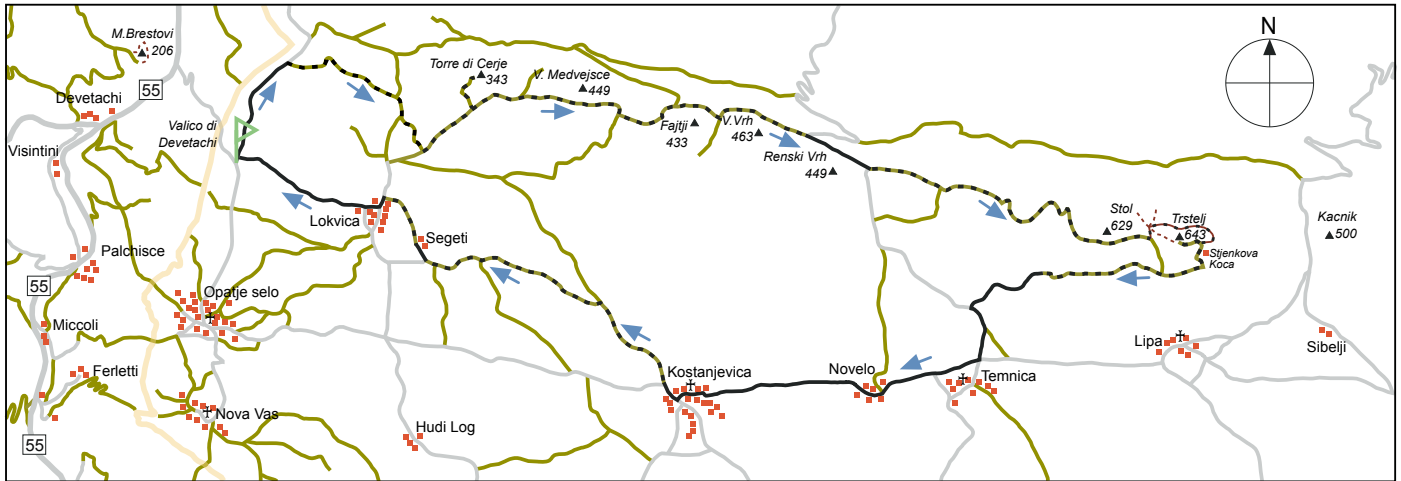 M.Brestovi
206
55
Devetachi
Valico di
Devetachi
Visintini
Torre di Cerje
343
V. Medvejsce
449
Fajtji
433
V.Vrh
463
Renski Vrh
449
N
Stol
629
Trstelj
643
Stjenkova
Koca
Kacnik
500
Lokvica
Segeti
Palchisce
55
Opatje selo
Miccoli
Ferletti
Nova Vas
55
Hudi Log
Kostanjevica
Novelo
Temnica
Lipa
Sibelji